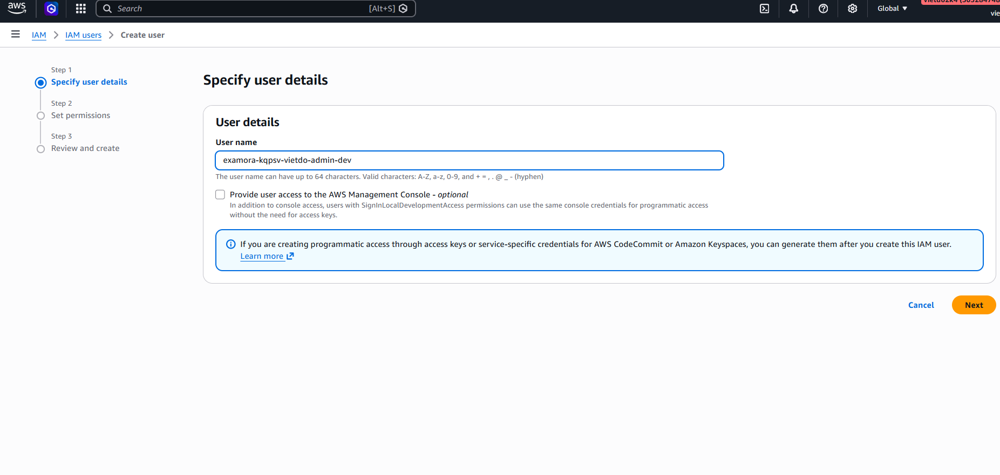 aws
Search [Alt+S]
Global
vie
IAM IAM users Create user
Step 1
Specify user details
Step 2
Set permissions
Step 3
Review and create
Specify user details
User details
User name
examora-kqpsv-vietdo-admin-dev
The user name can have up to 64 characters. Valid characters: A-Z, a-z, 0-9, and + = , . @ _ - (hyphen)
Provide user access to the AWS Management Console - optional
In addition to console access, users with SignInLocalDevelopmentAccess permissions can use the same console credentials for programmatic access
without the need for access keys.
If you are creating programmatic access through access keys or service-specific credentials for AWS CodeCommit or Amazon Keyspaces, you can generate them after you create this IAM user.
Learn more
Cancel
Next